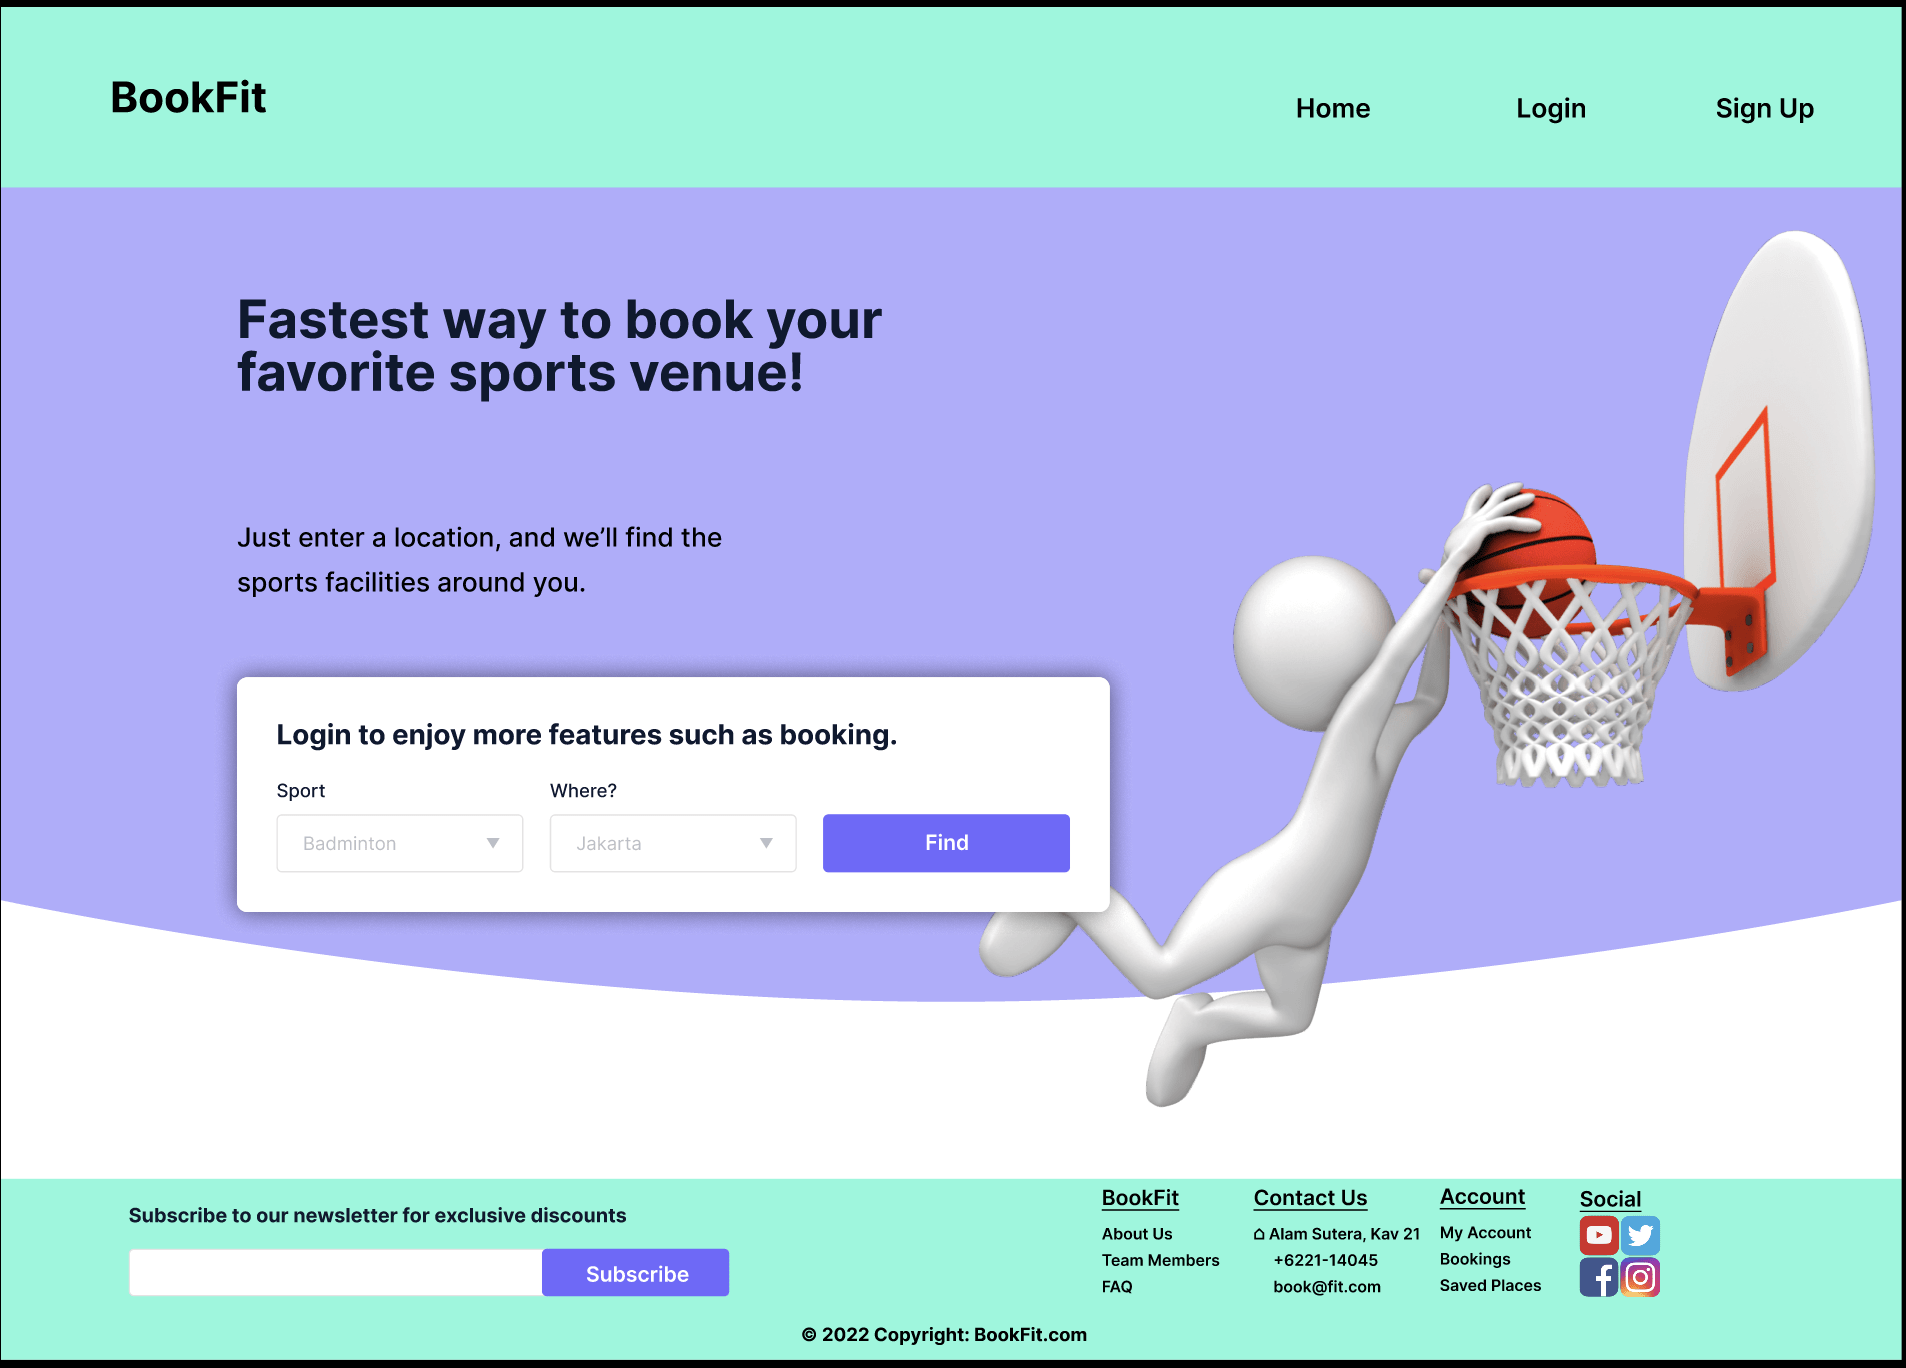 BookFit
Home
Login
Sign Up
Fastest way to book your
favorite sports venue!
Just enter a location, and we’ll find the
sports facilities around you.
Login to enjoy more features such as booking.
Sport
Where?
Badminton
Jakarta
Find
Subscribe to our newsletter for exclusive discounts
Subscribe
BookFit
About Us
Team Members
FAQ
Contact Us
Alam Sutera, Kav 21
+6221-14045
book@fit.com
Account
My Account
Bookings
Saved Places
Social
© 2022 Copyright: BookFit.com